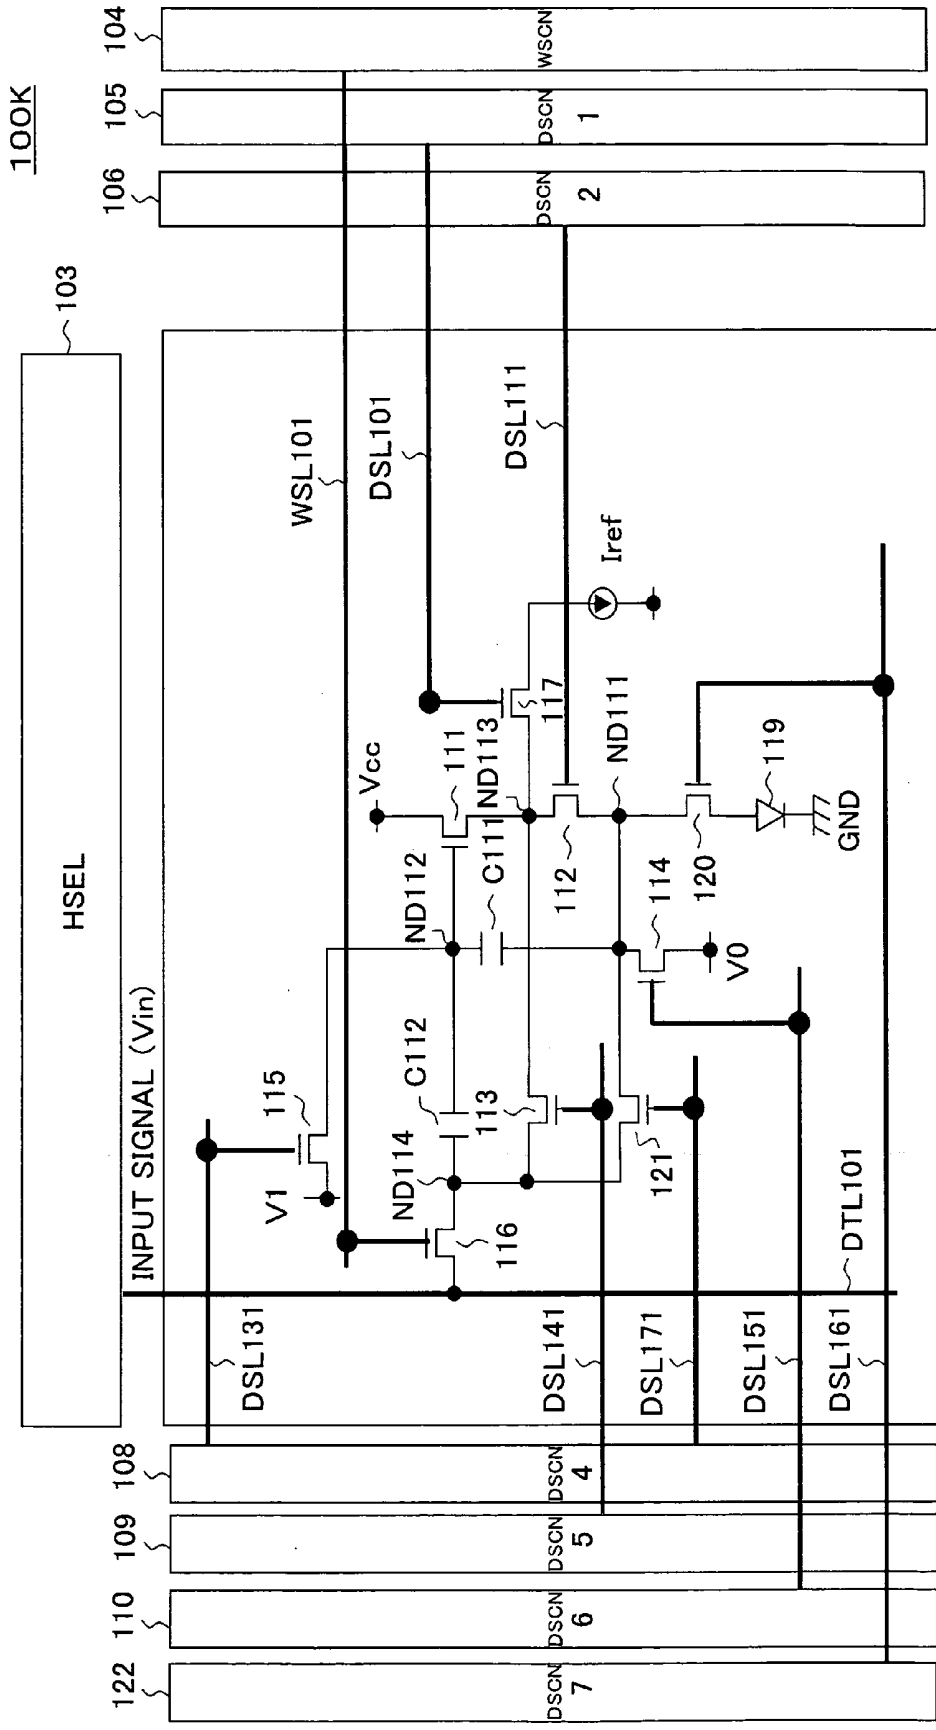 100K
HSEL
103
104
WSCN
105
DSCN
1
106
DSCN
2
INPUT SIGNAL (Vin)
WSL101
DSL101
DSL111
DSL131
115
V1
ND114
116
C112
113
ND112
C111
Vcc
111
ND113
117
Iref
112
ND111
114
V0
120
119
GND
121
DSL141
DSL171
DSL151
DSL161
DTL101
108
DSCN
4
109
DSCN
5
110
DSCN
6
122
DSCN
7